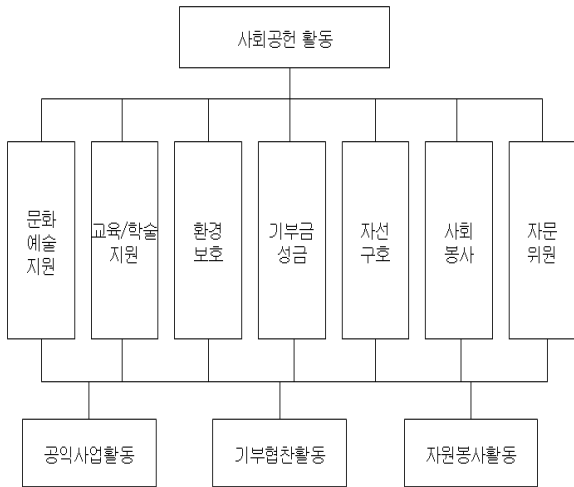 사회공헌 활동
문화
예술
지원
교육/학술
지원
환경
보호
기부금
성금
자선
구호
사회
봉사
자문
위원
공익사업활동
기부협찬활동
자원봉사활동